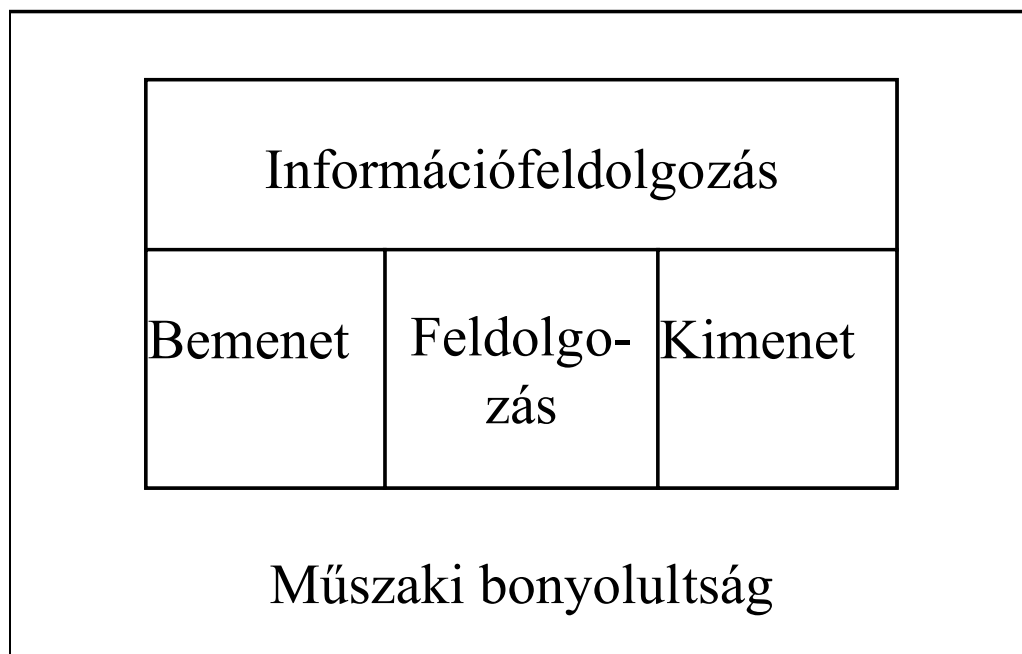 Információfeldolgozás
Bemenet
Feldolgo-
zás
Kimenet
Műszaki bonyolultság